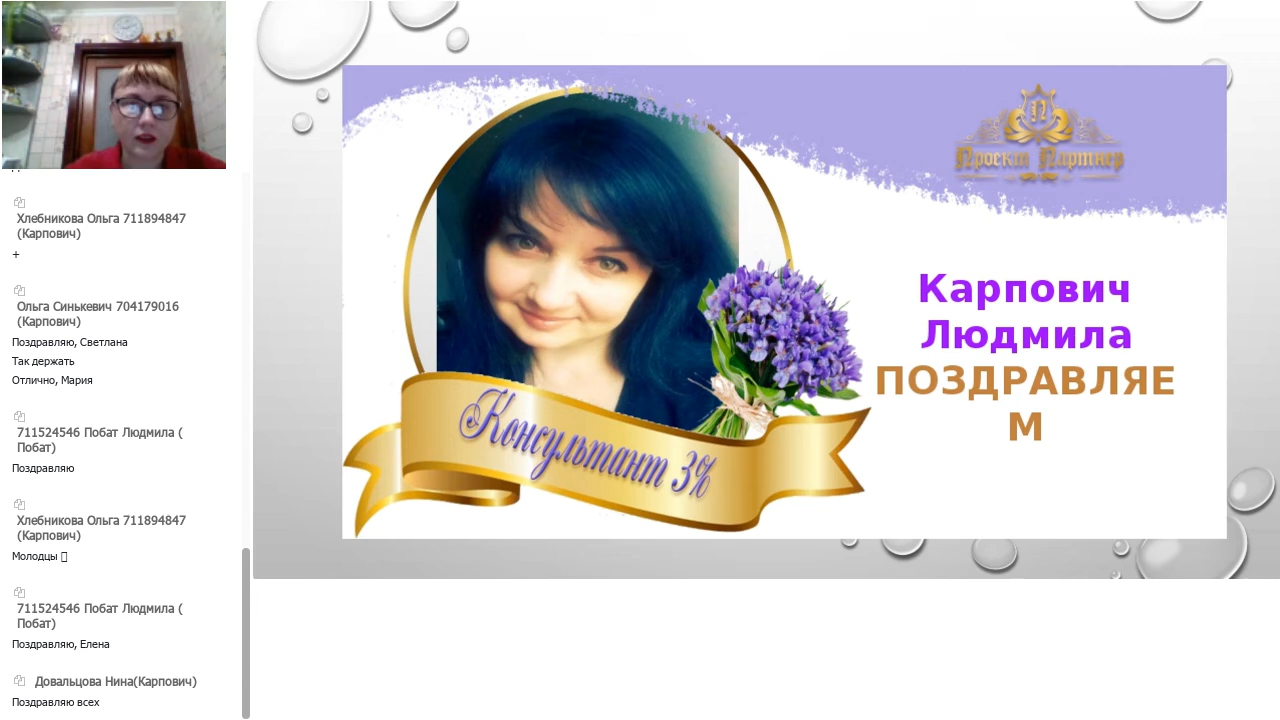 Хлебникова Ольга 711894847
(Карпович)
+
Ольга Синькевич 704179016
(Карпович)
Поздравляю, Светлана
Так держать
Отлично, Мария
711524546 Побат Людмила (
Побат)
Поздравляю
Хлебникова Ольга 711894847
(Карпович)
Молодцы
711524546 Побат Людмила (
Побат)
Поздравляю, Елена
Довальцова Нина(Карпович)
Поздравляю всех
П
Проект Партнер
Карпович
Людмила
ПОЗДРАВЛЯЕ
М
Консультант 3%